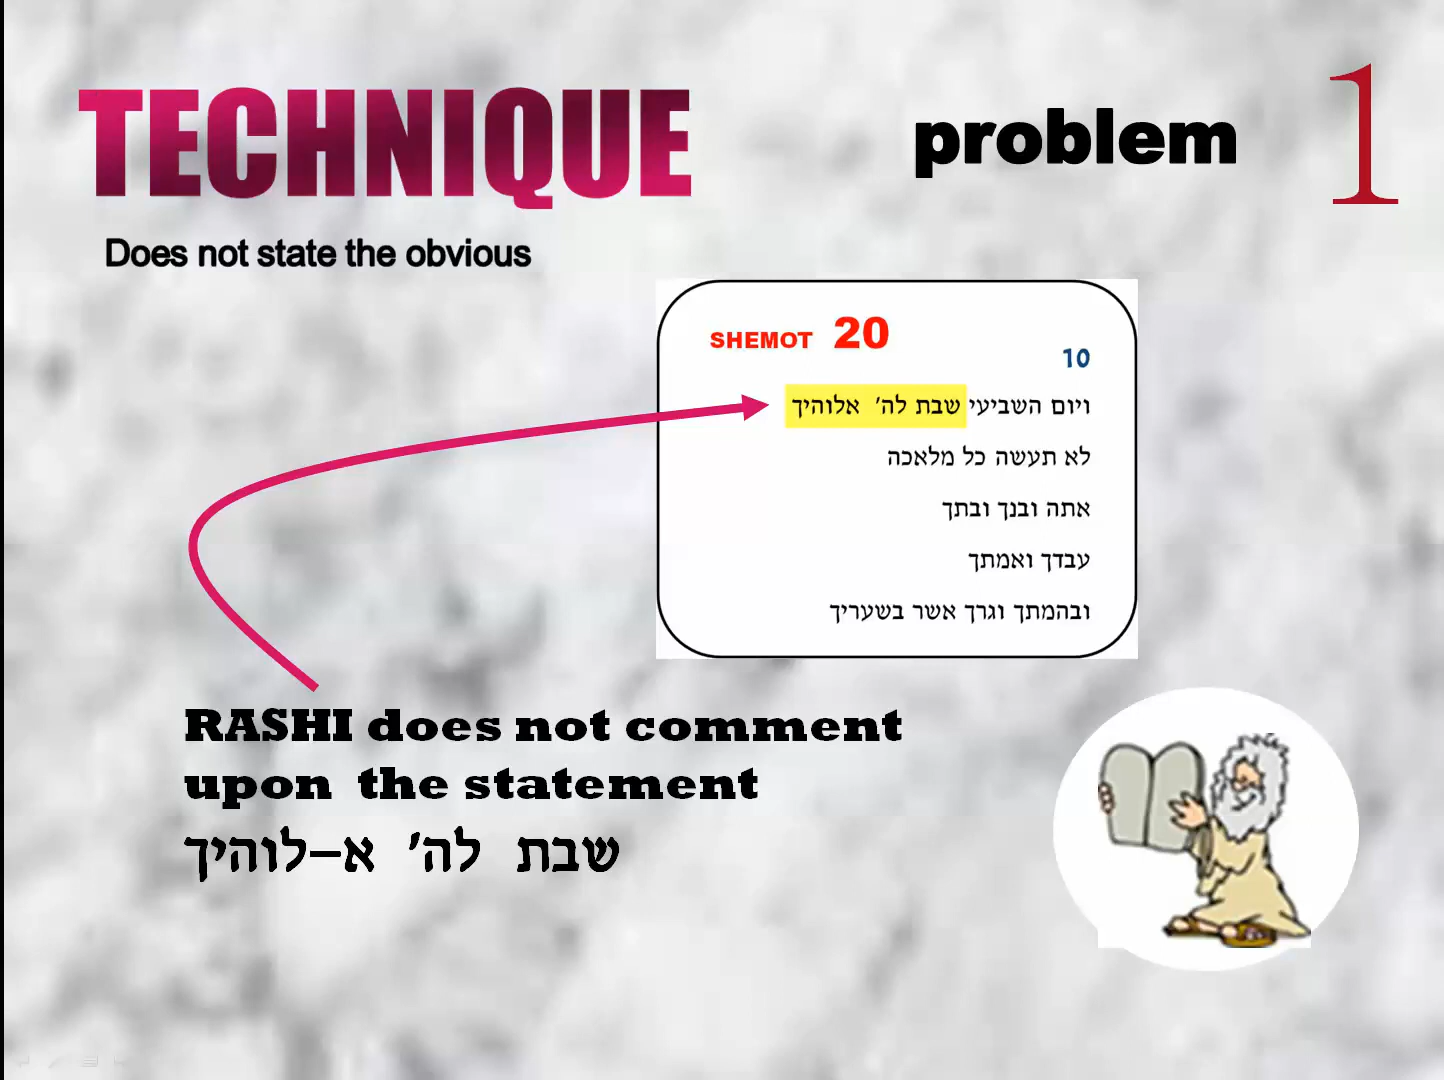 TECHNIQUE
problem 1
Does not state the obvious
SHEMOT 20
10
ויום השביעי שבת לה' אלוהיך
לא תעשה כל מלאכה
אתה ובנך ובתך
עבדך ואמתך
ובהמתך וגרך אשר בשעריך
RASHI does not comment
upon the statement
שבת לה' א-לוהיך